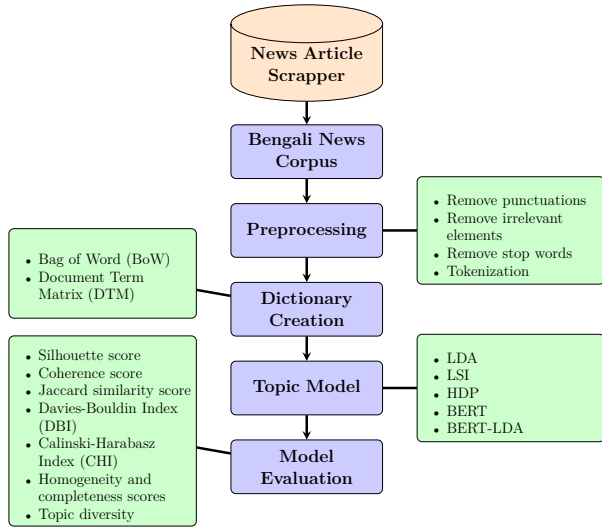 News Article
Scrapper
Bengali News
Corpus
Preprocessing
• Remove punctuations
• Remove irrelevant
elements
• Remove stop words
• Tokenization
• Bag of Word (BoW)
• Document Term
Matrix (DTM)
Dictionary
Creation
Topic Model
• LDA
• LSI
• HDP
• BERT
• BERT-LDA
• Silhouette score
• Coherence score
• Jaccard similarity score
• Davies-Bouldin Index
(DBI)
• Calinski-Harabasz
Index (CHI)
• Homogeneity and
completeness scores
• Topic diversity
Model
Evaluation